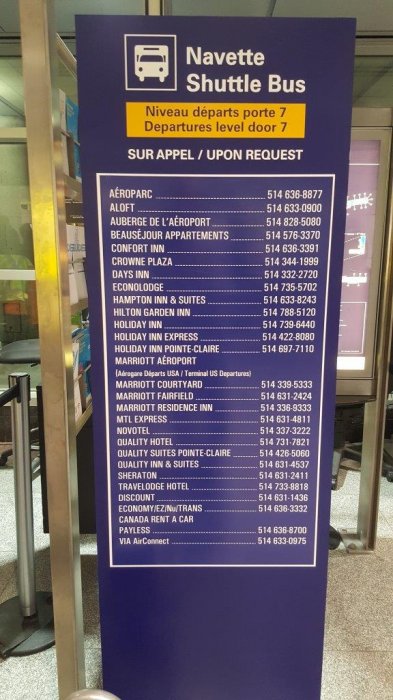 Navette
Shuttle Bus
Niveau départs porte 7
Departures level door 7
SUR APPEL / UPON REQUEST
AÉROPARC 514 636-8877
ALOFT 514 633-0900
AUBERGE DE L'AÉROPORT 514 828-5080
BEAUSÉJOUR APPARTEMENTS 514 576-3370
CONFORT INN 514 636-3391
CROWNE PLAZA 514 344-1999
DAYS INN 514 332-2720
ECONOLODGE 514 735-5702
HAMPTON INN & SUITES 514 633-8243
HILTON GARDEN INN 514 788-5120
HOLIDAY INN 514 739-6440
HOLIDAY INN EXPRESS 514 422-8080
HOLIDAY INN POINTE-CLAIRE 514 697-7110
MARRIOTT AÉROPORT
(Aérogare Départs USA / Terminal US Departures)
MARRIOTT COURTYARD 514 339-5333
MARRIOTT FAIRFIELD 514 631-2424
MARRIOTT RESIDENCE INN 514 336-9333
MTL EXPRESS 514 631-4811
NOVOTEL 514 337-3222
QUALITY HOTEL 514 731-7821
QUALITY SUITES POINTE-CLAIRE 514 426-5060
QUALITY INN & SUITES 514 631-4537
SHERATON 514 631-2411
TRAVELODGE HOTEL 514 733-8818
DISCOUNT 514 631-1436
ECONOMY/EZ/Nu/TRANS 514 636-3332
CANADA RENT A CAR
PAYLESS 514 636-8700
VIA AirConnect 514 633-0975